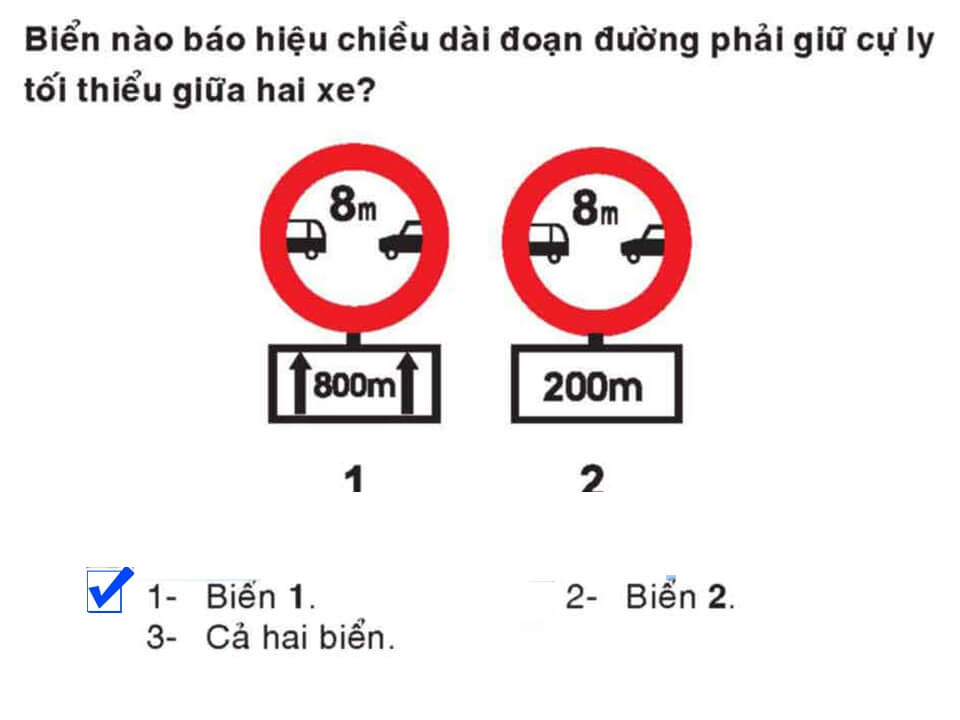 Biển nào báo hiệu chiều dài đoạn đường phải giữ cự ly
tối thiểu giữa hai xe?
8m 8m
800m 200m
1 2
1- Biển 1. 2- Biển 2.
3- Cả hai biển.